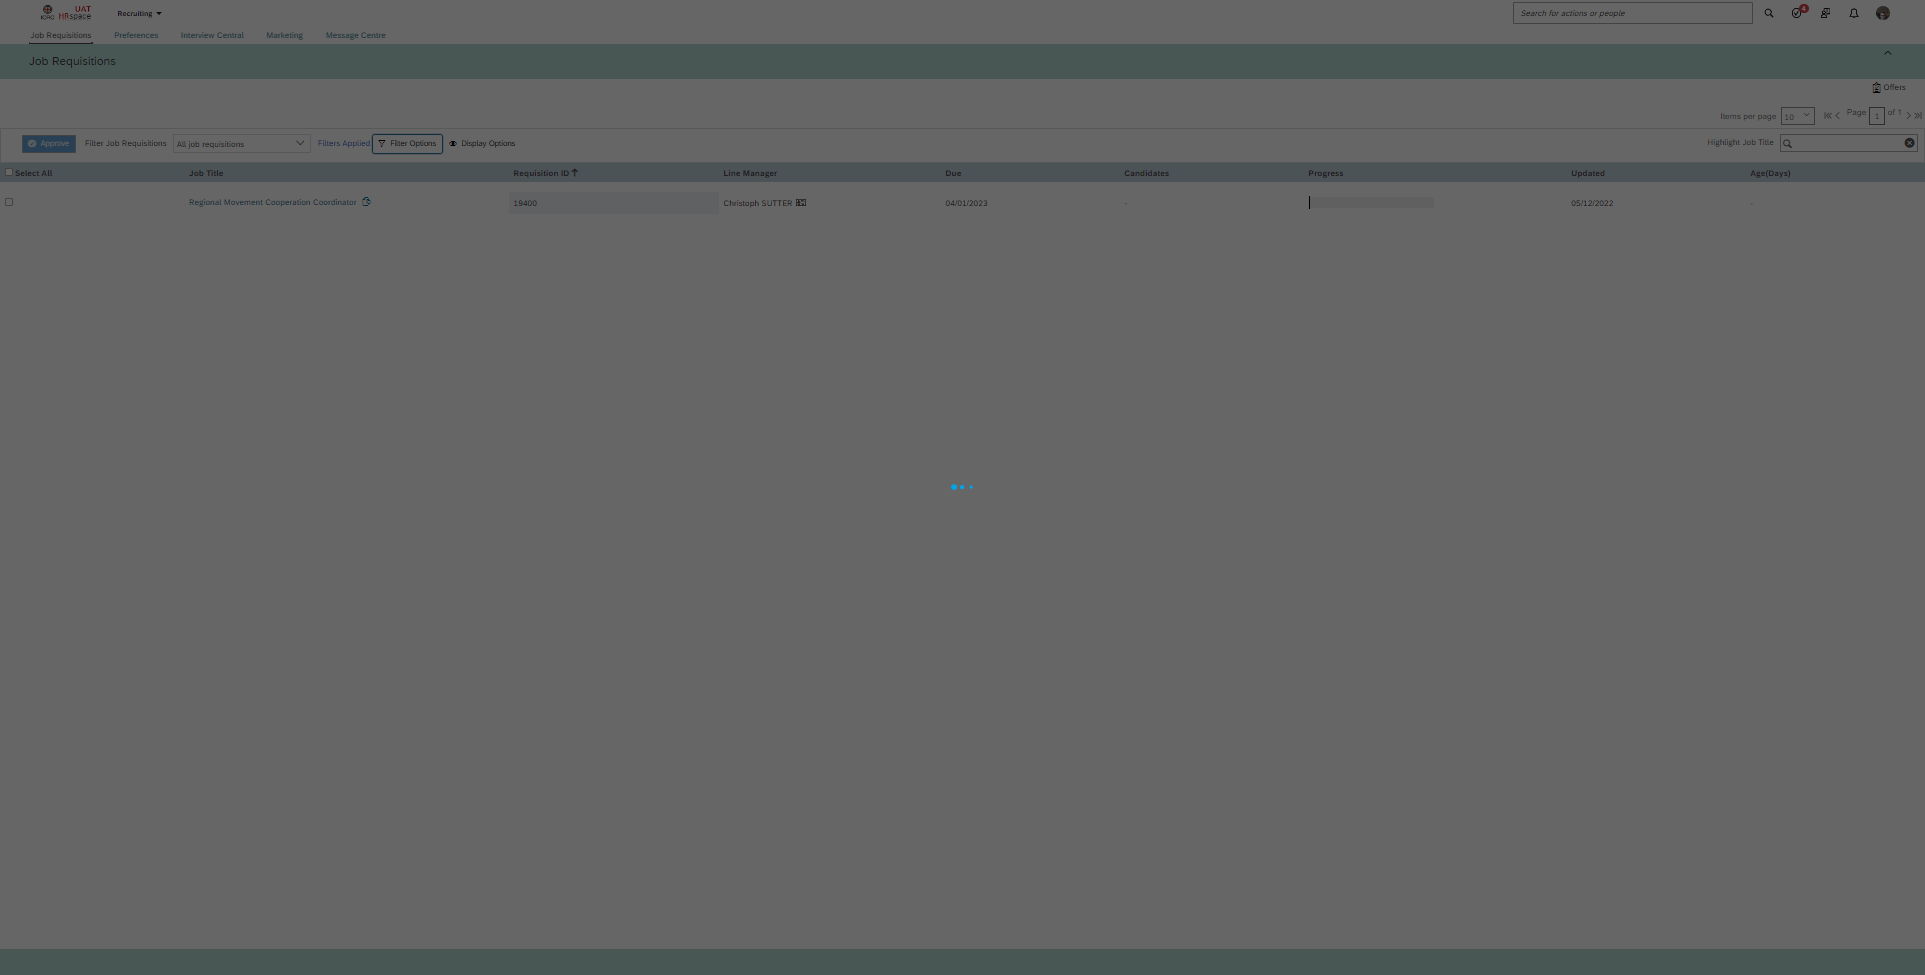 ICRC UAT HRspace Recruiting Search for actions or people 4
Job Requisitions Preferences Interview Central Marketing Message Centre
Job Requisitions
Offers
Items per page 10 Page 1 of 1
Approve Filter Job Requisitions All job requisitions Filters Applied Filter Options Display Options Highlight Job Title
Select All Job Title Requisition ID Line Manager Due Candidates Progress Updated Age(Days)
Regional Movement Cooperation Coordinator 19400 Christoph SUTTER 04/01/2023 - 05/12/2022 -